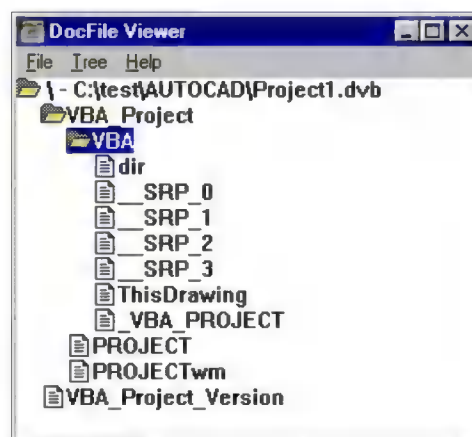 DocFile Viewer
File Tree Help
\ - C:\test\AUTOCAD\Project1.dvb
VBA_Project
VBA
dir
__SRP_0
__SRP_1
__SRP_2
__SRP_3
ThisDrawing
_VBA_PROJECT
PROJECT
PROJECTwm
VBA_Project_Version